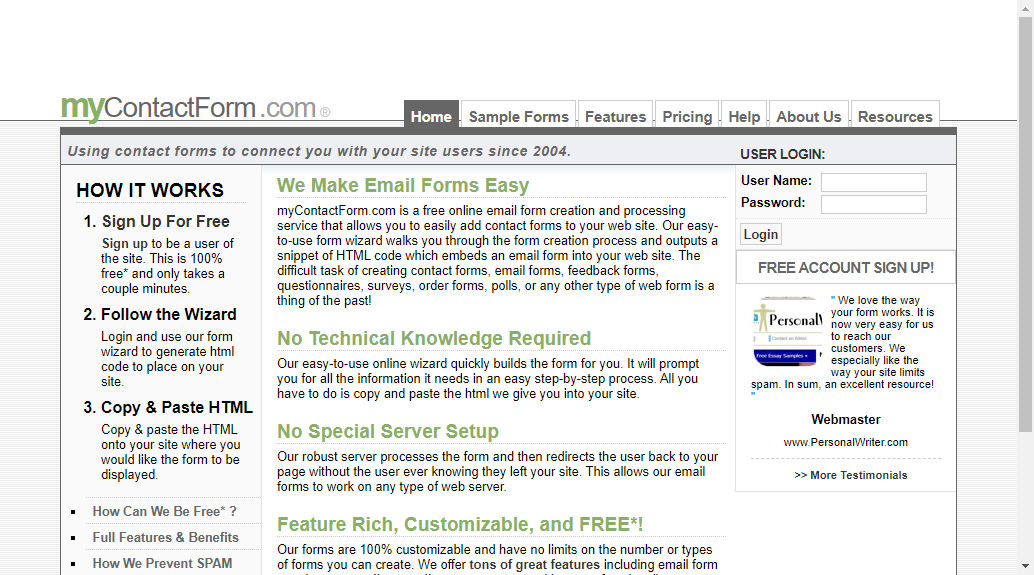 myContactForm.com ®
Home
Sample Forms
Features
Pricing
Help
About Us
Resources
Using contact forms to connect you with your site users since 2004.
HOW IT WORKS
1. Sign Up For Free
Sign up to be a user of
the site. This is 100%
free* and only takes a
couple minutes.
2. Follow the Wizard
Login and use our form
wizard to generate html
code to place on your
site.
3. Copy & Paste HTML
Copy & paste the HTML
onto your site where you
would like the form to be
displayed.
How Can We Be Free* ?
Full Features & Benefits
How We Prevent SPAM
We Make Email Forms Easy
myContactForm.com is a free online email form creation and processing
service that allows you to easily add contact forms to your web site. Our easy-
to-use form wizard walks you through the form creation process and outputs a
snippet of HTML code which embeds an email form into your web site. The
difficult task of creating contact forms, email forms, feedback forms,
questionnaires, surveys, order forms, polls, or any other type of web form is a
thing of the past!
No Technical Knowledge Required
Our easy-to-use online wizard quickly builds the form for you. It will prompt
you for all the information it needs in an easy step-by-step process. All you
have to do is copy and paste the html we give you into your site.
No Special Server Setup
Our robust server processes the form and then redirects the user back to your
page without the user ever knowing they left your site. This allows our email
forms to work on any type of web server.
Feature Rich, Customizable, and FREE*!
Our forms are 100% customizable and have no limits on the number or types
of forms you can create. We offer tons of great features including email form
USER LOGIN:
User Name:
Password:
Login
FREE ACCOUNT SIGN UP!
Personal
Contact an Editor
Free Essay Samples »
" We love the way
your form works. It is
now very easy for us
to reach our
customers. We
especially like the
way your site limits
spam. In sum, an excellent resource!
"
Webmaster
www.PersonalWriter.com
>> More Testimonials